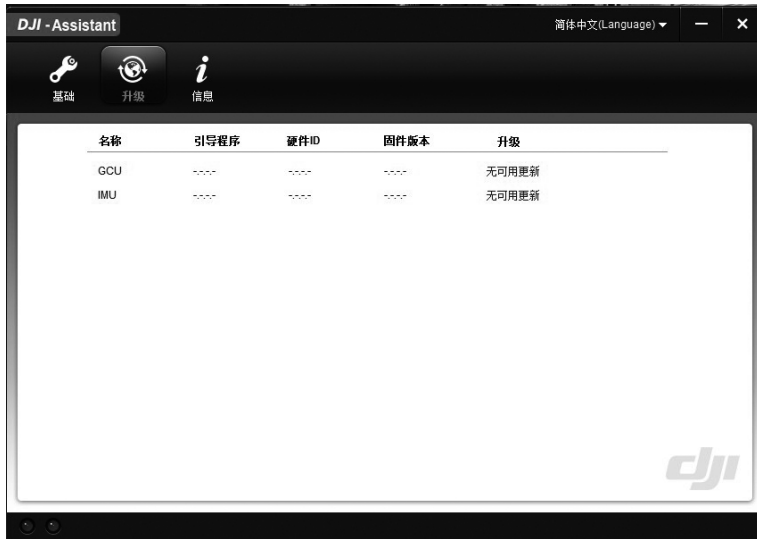 DJI - Assistant 简体中文(Language)
基础 升级 信息
名称 引导程序 硬件ID 固件版本 升级
GCU -.-.-.- -.-.-.- -.-.-.- 无可用更新
IMU -.-.-.- -.-.-.- -.-.-.- 无可用更新
dji